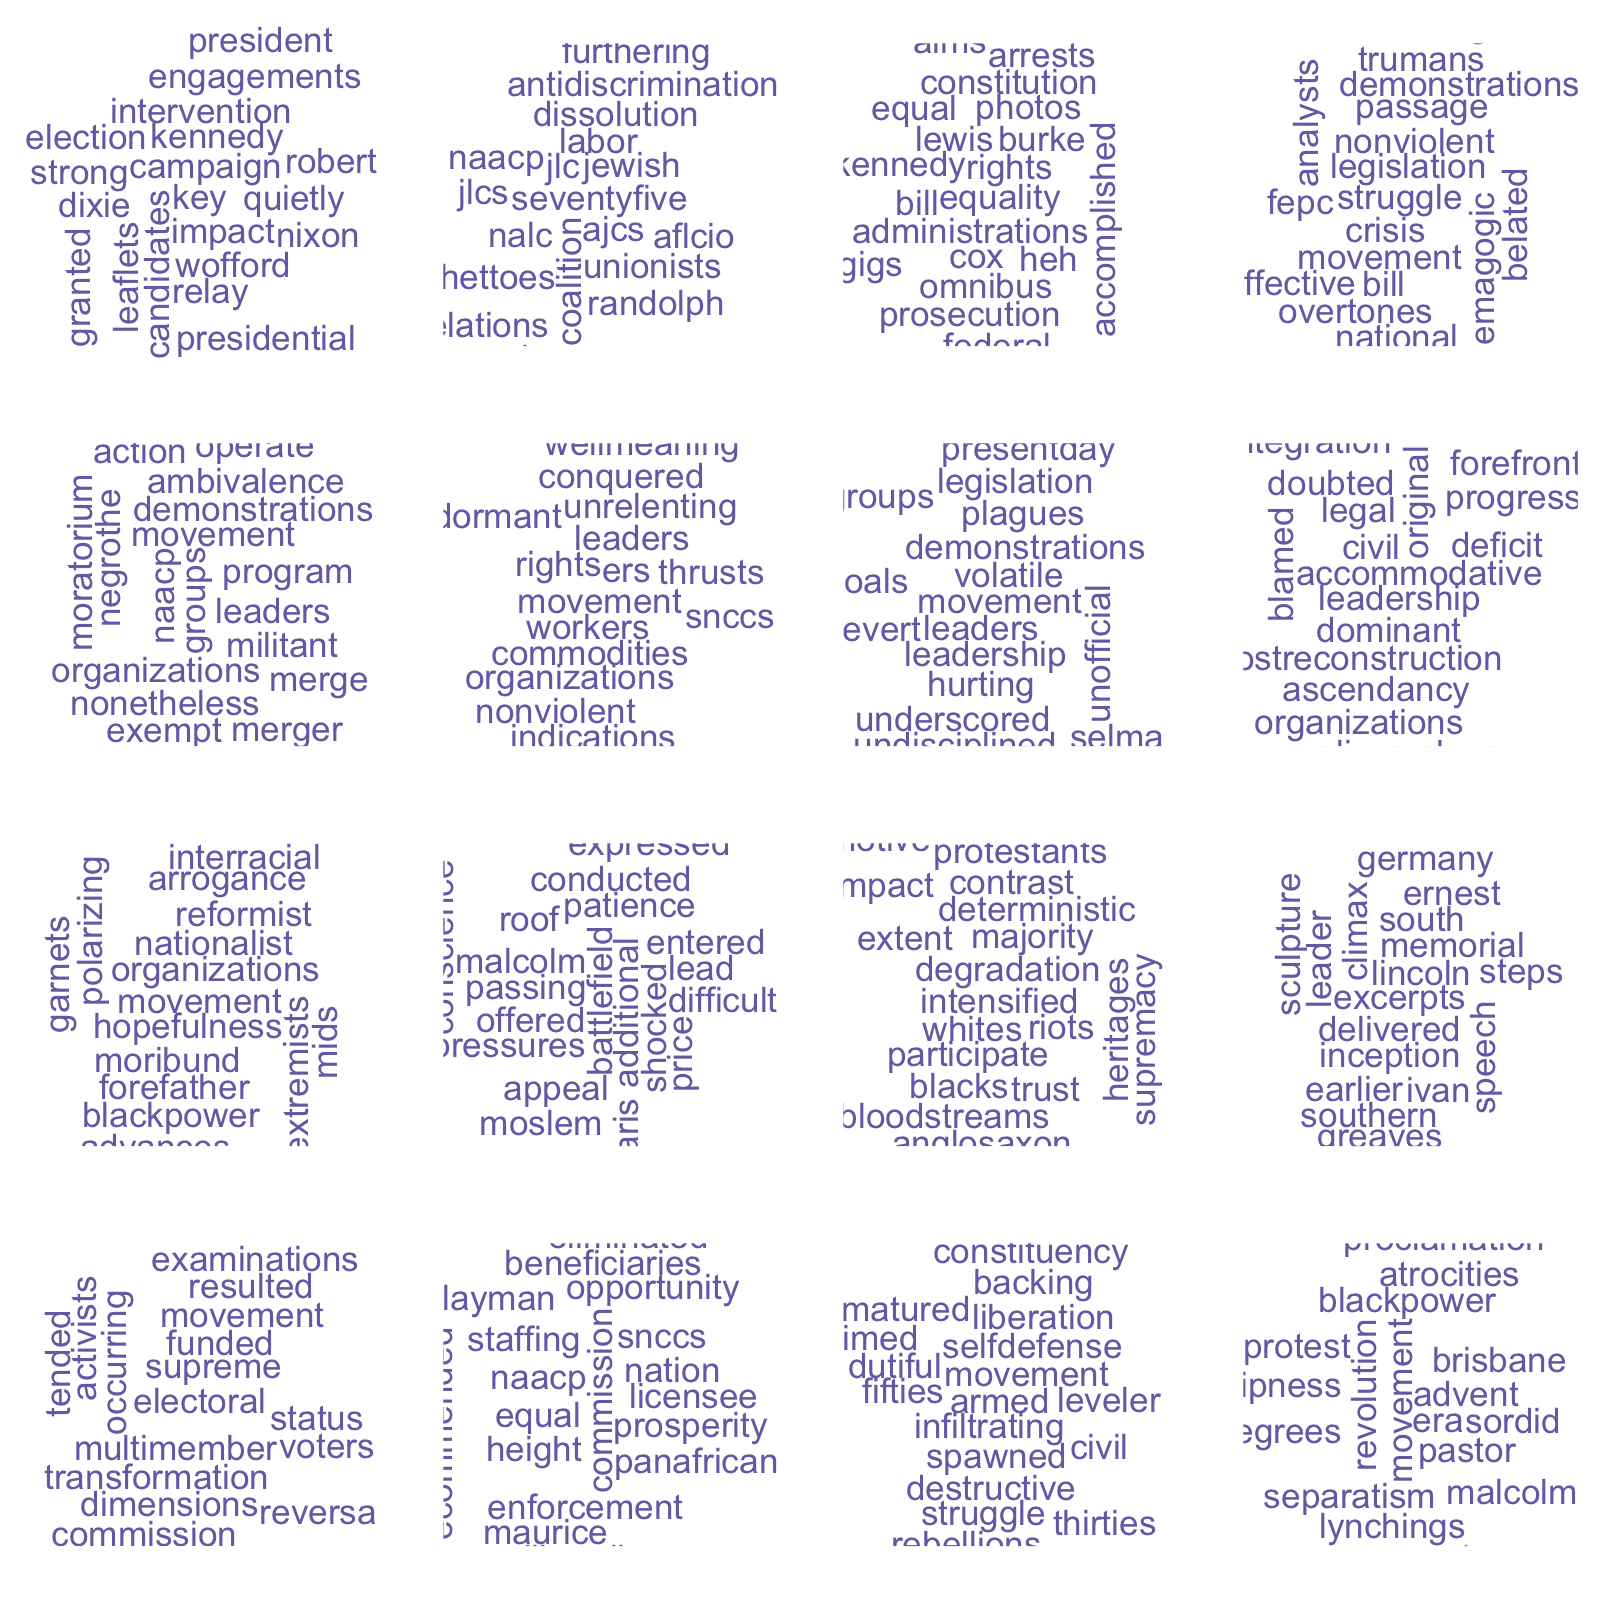 president
engagements
intervention
election kennedy
strong campaign robert
dixie key quietly
granted leaflets candidates
impact nixon
wofford
relay
presidential
furthering
antidiscrimination
dissolution
labor
naacp jlc jewish
jlcs seventyfive
nalc ajcs aflcio
coalition
hettoes unionists
randolph
elations
aims arrests
constitution
equal photos
lewis burke
kennedy rights
accomplished
bill equality
administrations
gigs cox heh
omnibus
prosecution
federal
trumans
analysts demonstrations
passage
nonviolent
legislation
fepc struggle
belated
crisis emagogic
movement
ffective bill
overtones
national
action operate
moratorium ambivalence
negrothe demonstrations
movement
naacp groups program
leaders
militant
organizations merge
nonetheless
exempt merger
wellmeaning
conquered
dormant unrelenting
leaders
rights ers thrusts
movement snccs
workers
commodities
organizations
nonviolent
indications
presentday
groups legislation
plagues
demonstrations
oals volatile
movement unofficial
evert leaders
leadership
hurting
underscored
undisciplined selma
ntegration original forefront
doubted progress
legal
blamed civil deficit
accommodative
leadership
dominant
ostreconstruction
ascendancy
organizations
interracial
polarizing arrogance
reformist
garnets nationalist
organizations
movement
hopefulness extremists mids
moribund
forefather
blackpower
advances
expressed
conducted
roof patience
battlefield additional entered
malcolm shocked lead
passing difficult
offered price
pressures
appeal
moslem aris
protestants
mpact contrast
deterministic
extent majority
degradation heritages supremacy
intensified
whites riots
participate
blacks trust
bloodstreams
anglosaxon
germany
sculpture climax ernest
leader south
memorial
lincoln steps
excerpts
delivered speech
inception
earlier ivan
southern
greaves
examinations
activists resulted
tended occurring movement
funded
supreme
electoral
status
multimember voters
transformation
dimensions reversa
commission
eliminated
beneficiaries
layman opportunity
staffing commission snccs
naacp nation
licensee
equal prosperity
height panafrican
enforcement
maurice
constituency
backing
matured liberation
imed selfdefense
dutiful movement
fifties armed leveler
infiltrating
spawned civil
destructive
struggle thirties
rebellions
proclamation
atrocities
blackpower
protest revolution movement brisbane
ipness advent
egrees erasordid
pastor
separatism malcolm
lynchings